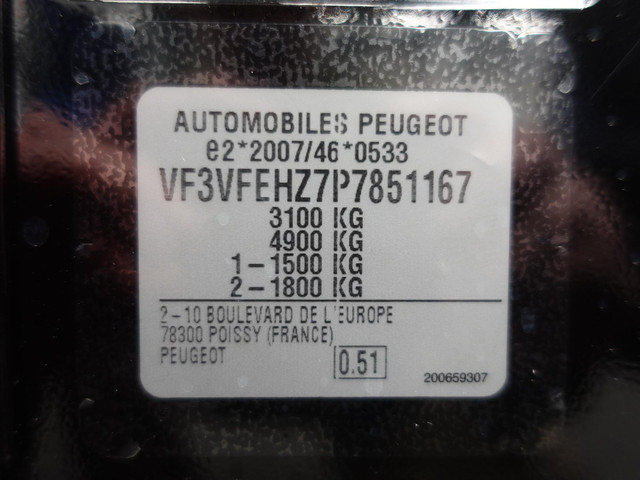 AUTOMOBILES PEUGEOT
e2*2007/46*0533
VF3VFEHZ7P7851167
3100 KG
4900 KG
1-1500 KG
2-1800 KG
2-10 BOULEVARD DE L'EUROPE
78300 POISSY (FRANCE)
PEUGEOT 0.51
200659307